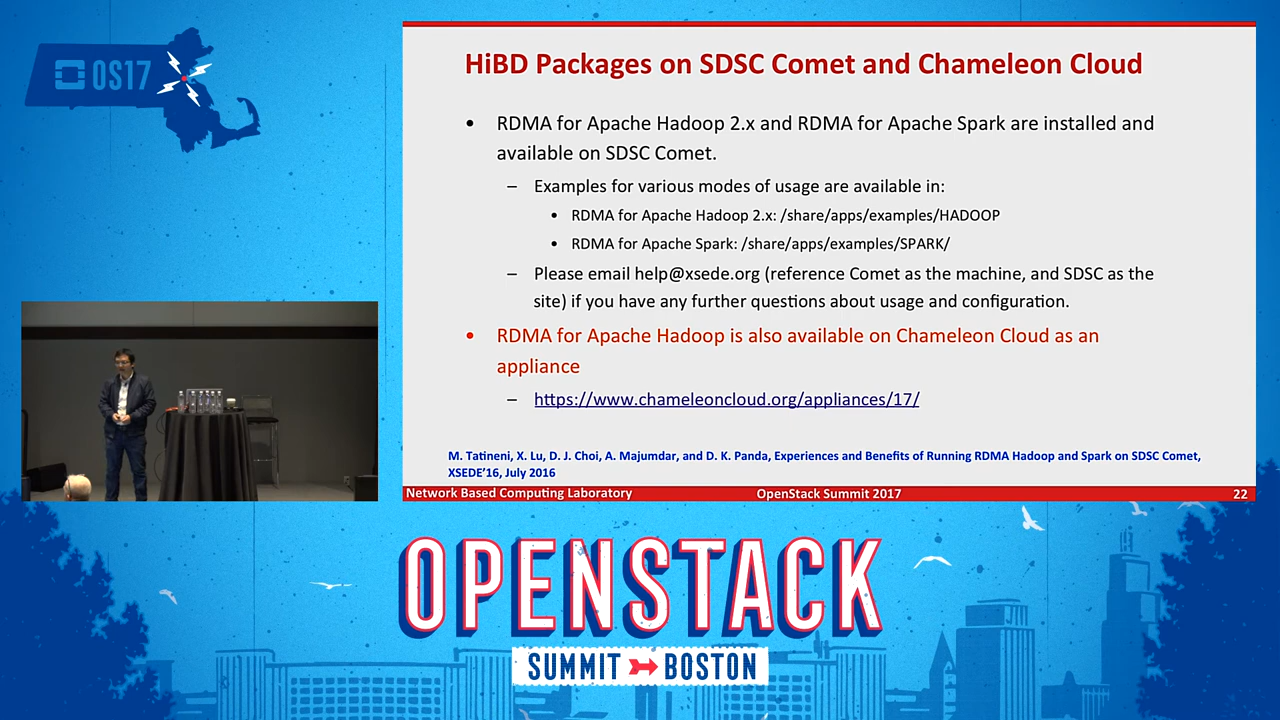 OS17
HiBD Packages on SDSC Comet and Chameleon Cloud
• RDMA for Apache Hadoop 2.x and RDMA for Apache Spark are installed and
available on SDSC Comet.
– Examples for various modes of usage are available in:
• RDMA for Apache Hadoop 2.x: /share/apps/examples/HADOOP
• RDMA for Apache Spark: /share/apps/examples/SPARK/
– Please email help@xsede.org (reference Comet as the machine, and SDSC as the
site) if you have any further questions about usage and configuration.
• RDMA for Apache Hadoop is also available on Chameleon Cloud as an
appliance
– https://www.chameleoncloud.org/appliances/17/
M. Tatineni, X. Lu, D. J. Choi, A. Majumdar, and D. K. Panda, Experiences and Benefits of Running RDMA Hadoop and Spark on SDSC Comet,
XSEDE'16, July 2016
Network Based Computing Laboratory OpenStack Summit 2017 22
OPENSTACK
SUMMIT BOSTON